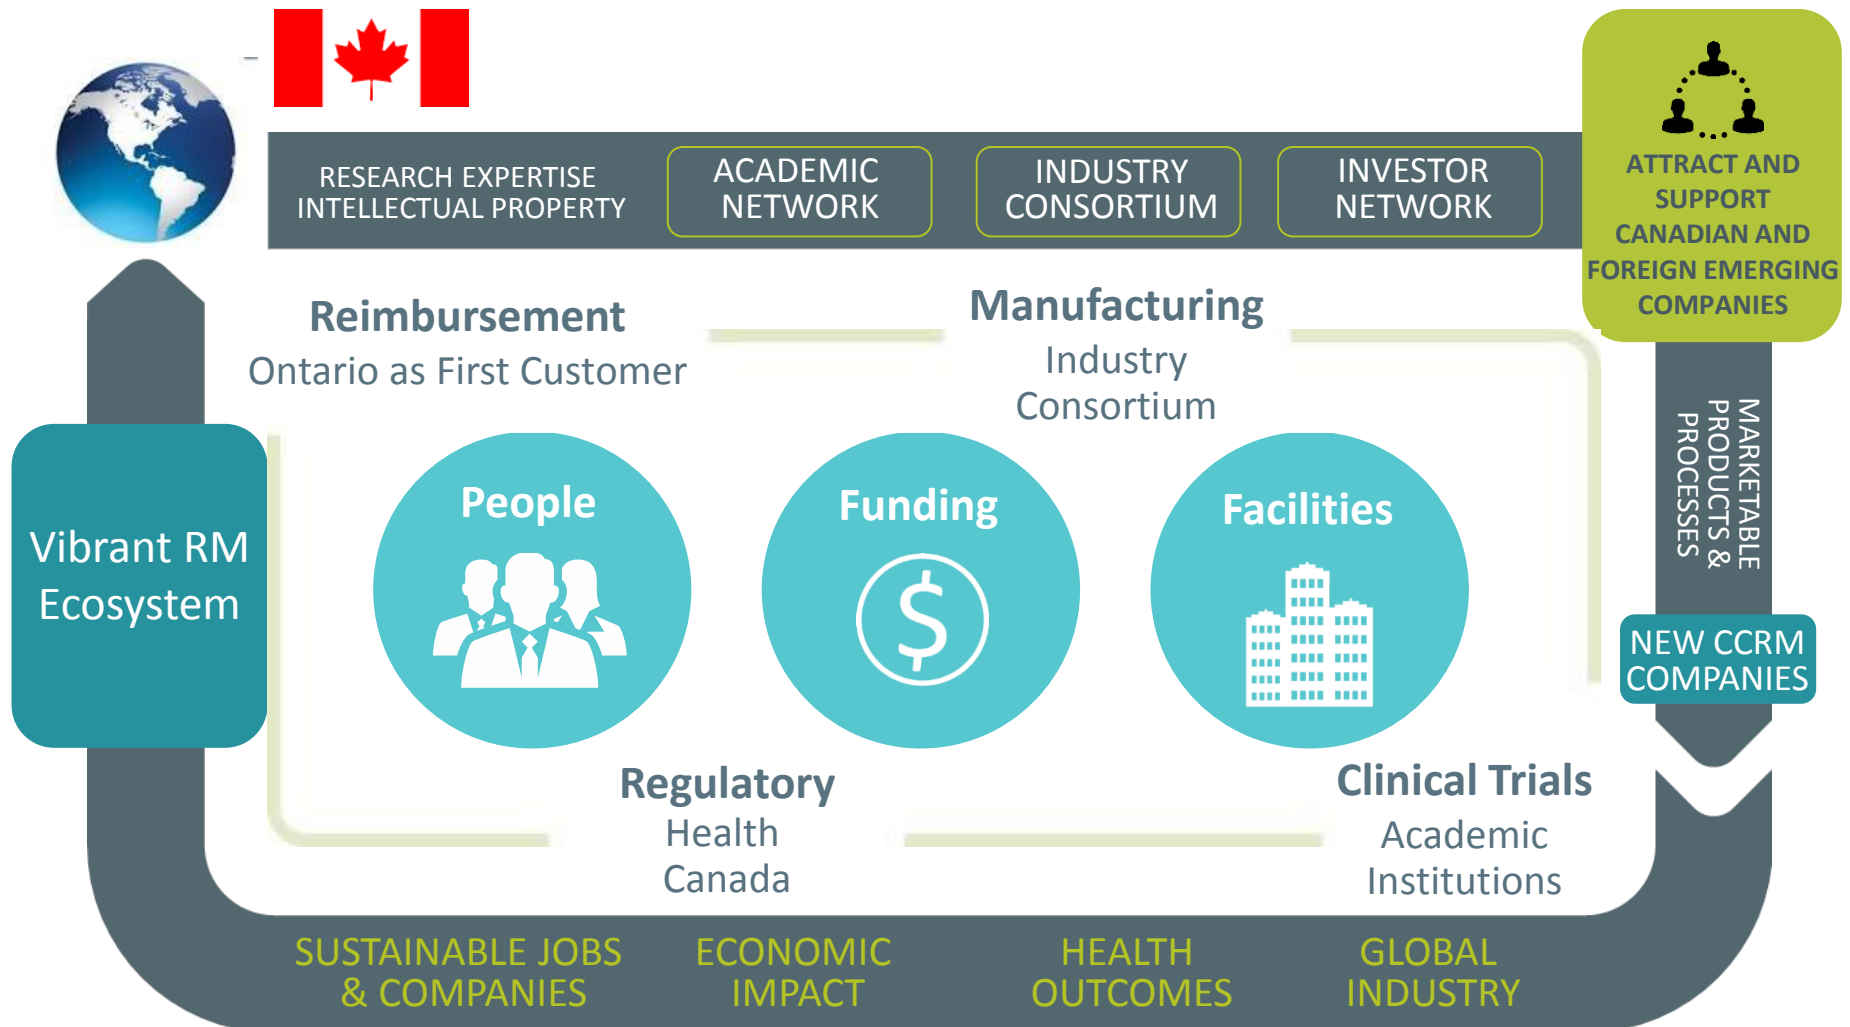 RESEARCH EXPERTISE
INTELLECTUAL PROPERTY
ACADEMIC
NETWORK
INDUSTRY
CONSORTIUM
INVESTOR
NETWORK
ATTRACT AND
SUPPORT
CANADIAN AND
FOREIGN EMERGING
COMPANIES
Reimbursement
Ontario as First Customer
Manufacturing
Industry
Consortium
MARKETABLE
PRODUCTS &
PROCESSES
People
Funding
$
Facilities
Vibrant RM
Ecosystem
NEW CCRM
COMPANIES
Regulatory
Health
Canada
Clinical Trials
Academic
Institutions
SUSTAINABLE JOBS
& COMPANIES
ECONOMIC
IMPACT
HEALTH
OUTCOMES
GLOBAL
INDUSTRY